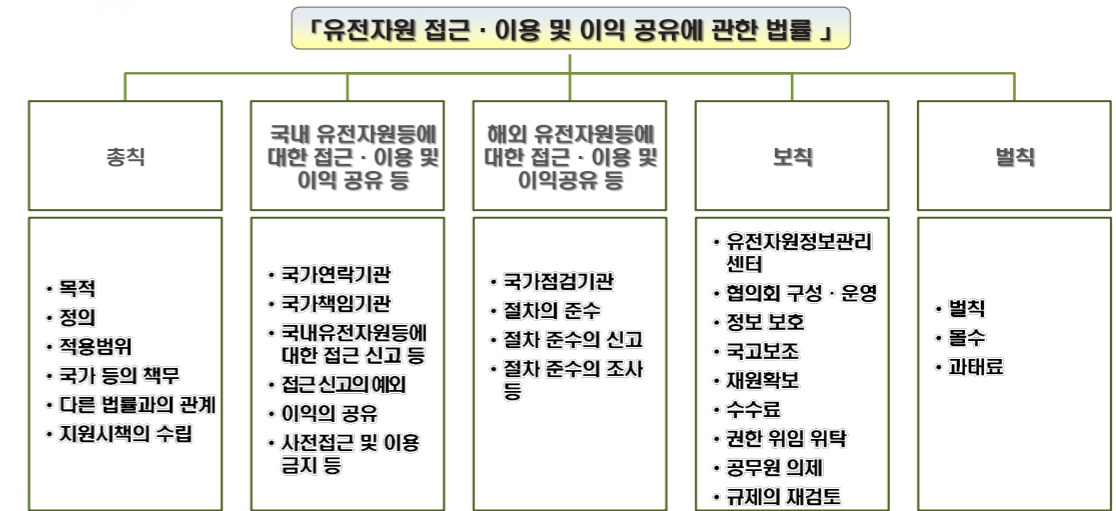 「유전자원 접근 · 이용 및 이익 공유에 관한 법률 」
총칙
국내 유전자원등에
대한 접근 · 이용 및
이익 공유 등
해외 유전자원등에
대한 접근 · 이용 및
이익공유 등
보칙
벌칙
• 목적
• 정의
• 적용범위
• 국가 등의 책무
• 다른 법률과의 관계
• 지원시책의 수립
• 국가연락기관
• 국가책임기관
• 국내유전자원등에
대한 접근 신고 등
• 접근 신고의 예외
• 이익의 공유
• 사전접근 및 이용
금지 등
• 국가점검기관
• 절차의 준수
• 절차 준수의 신고
• 절차 준수의 조사
등
• 유전자원정보관리
센터
• 협의회 구성 · 운영
• 정보 보호
• 국고보조
• 재원확보
• 수수료
• 권한 위임 위탁
• 공무원 의제
• 규제의 재검토
• 벌칙
• 몰수
• 과태료